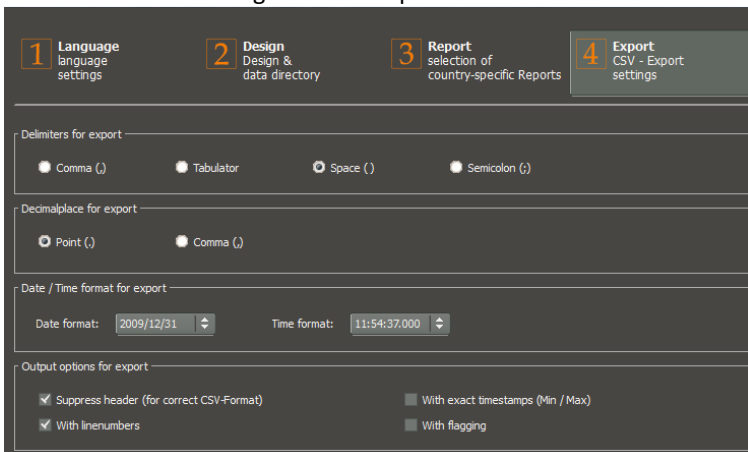 1 Language
language
settings
2 Design
Design &
data directory
3 Report
selection of
country-specific Reports
4 Export
CSV - Export
settings
Delimiters for export
Comma (,) Tabulator Space ( ) Semicolon (;)
Decimalplace for export
Point (.) Comma (,)
Date / Time format for export
Date format: 2009/12/31 Time format: 11:54:37.000
Output options for export
Suppress header (for correct CSV-Format) With exact timestamps (Min / Max)
With linenumbers With flagging